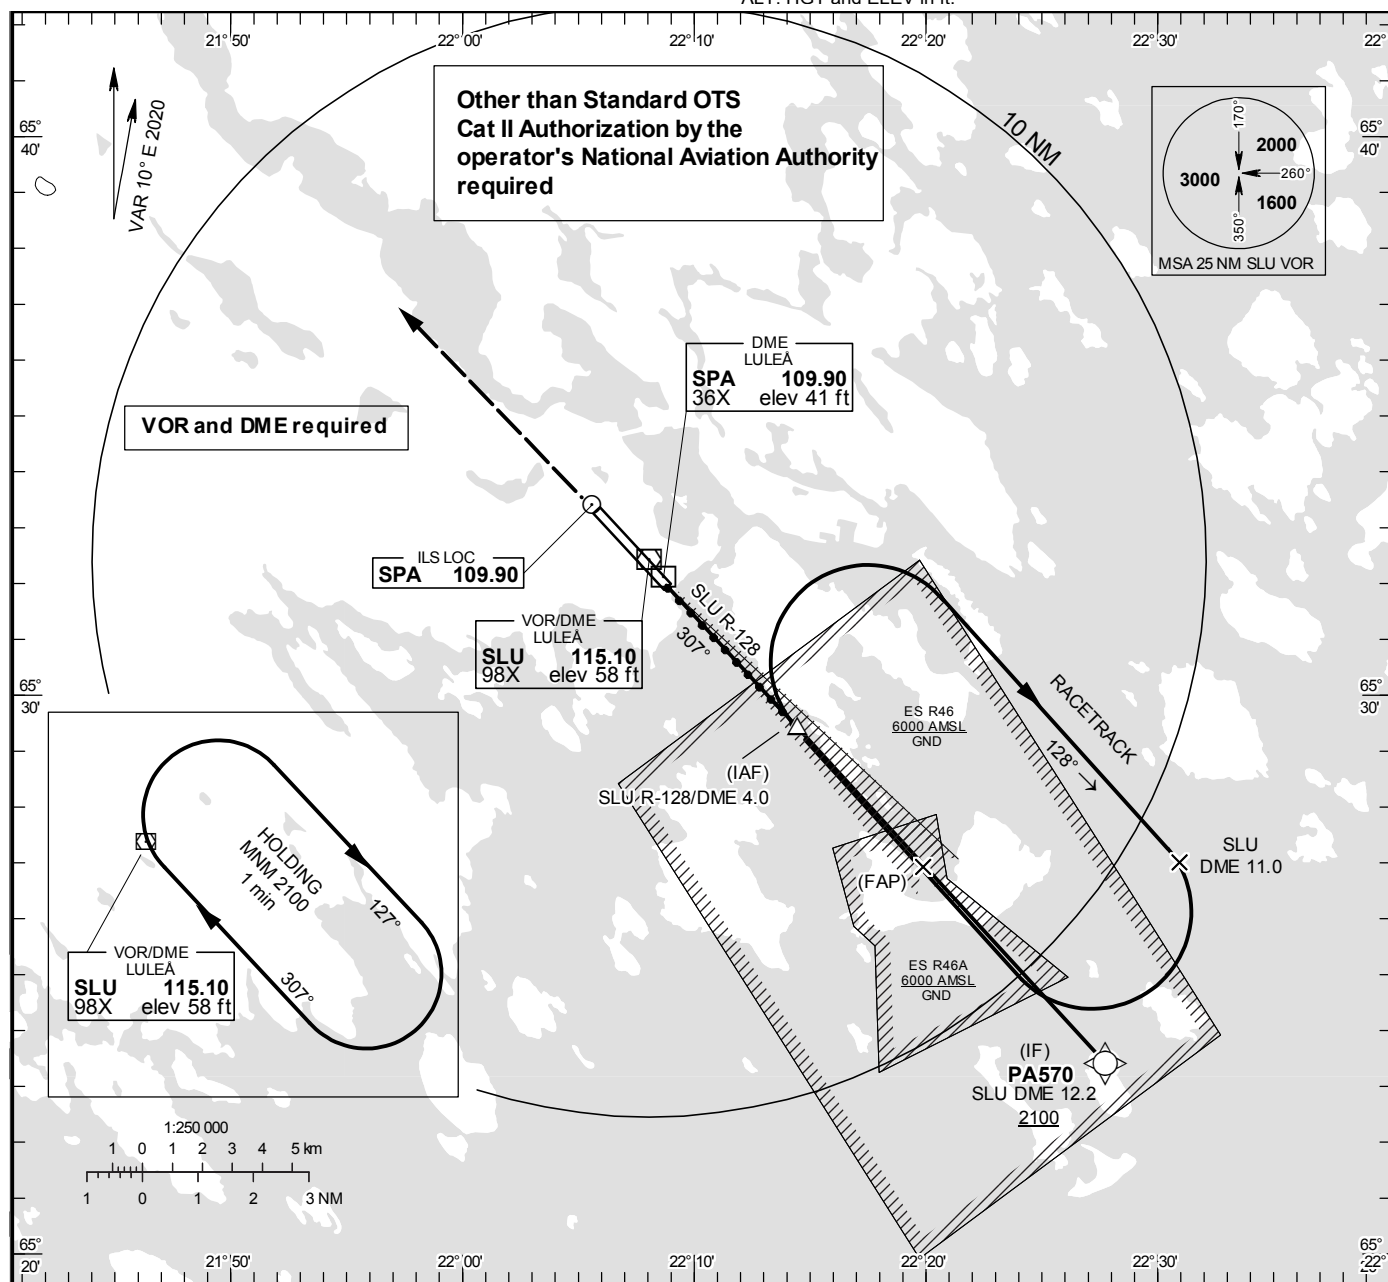 ALT. HGT and ELEV in ft.
21° 50' 22° 00' 22° 10' 22° 20' 22° 30' 22°
65° 40'
VAR 10° E 2020
Other than Standard OTS
Cat II Authorization by the
operator's National Aviation Authority
required
10 NM
170°
2000
3000
260°
1600
350°
MSA 25 NM SLU VOR
65° 40'
DME
LULEÅ
SPA 109.90
36X elev 41 ft
VOR and DME required
ILS LOC
SPA 109.90
VOR/DME
LULEÅ
SLU 115.10
98X elev 58 ft
SLU R-128
307°
65° 30'
ES R46
6000 AMSL
GND
RACETRACK
128° →
65° 30'
(IAF)
SLU R-128/DME 4.0
SLU
DME 11.0
(FAP)
ES R46A
6000 AMSL
GND
(IF)
PA570
SLU DME 12.2
2100
HOLDING
MNM 2100
1 min
127°
307°
VOR/DME
LULEÅ
SLU 115.10
98X elev 58 ft
1:250 000
1 0 1 2 3 4 5 km
1 0 1 2 3 NM
65° 20'
65°
21° 50' 22° 00' 22° 10' 22° 20' 22° 30' 22°